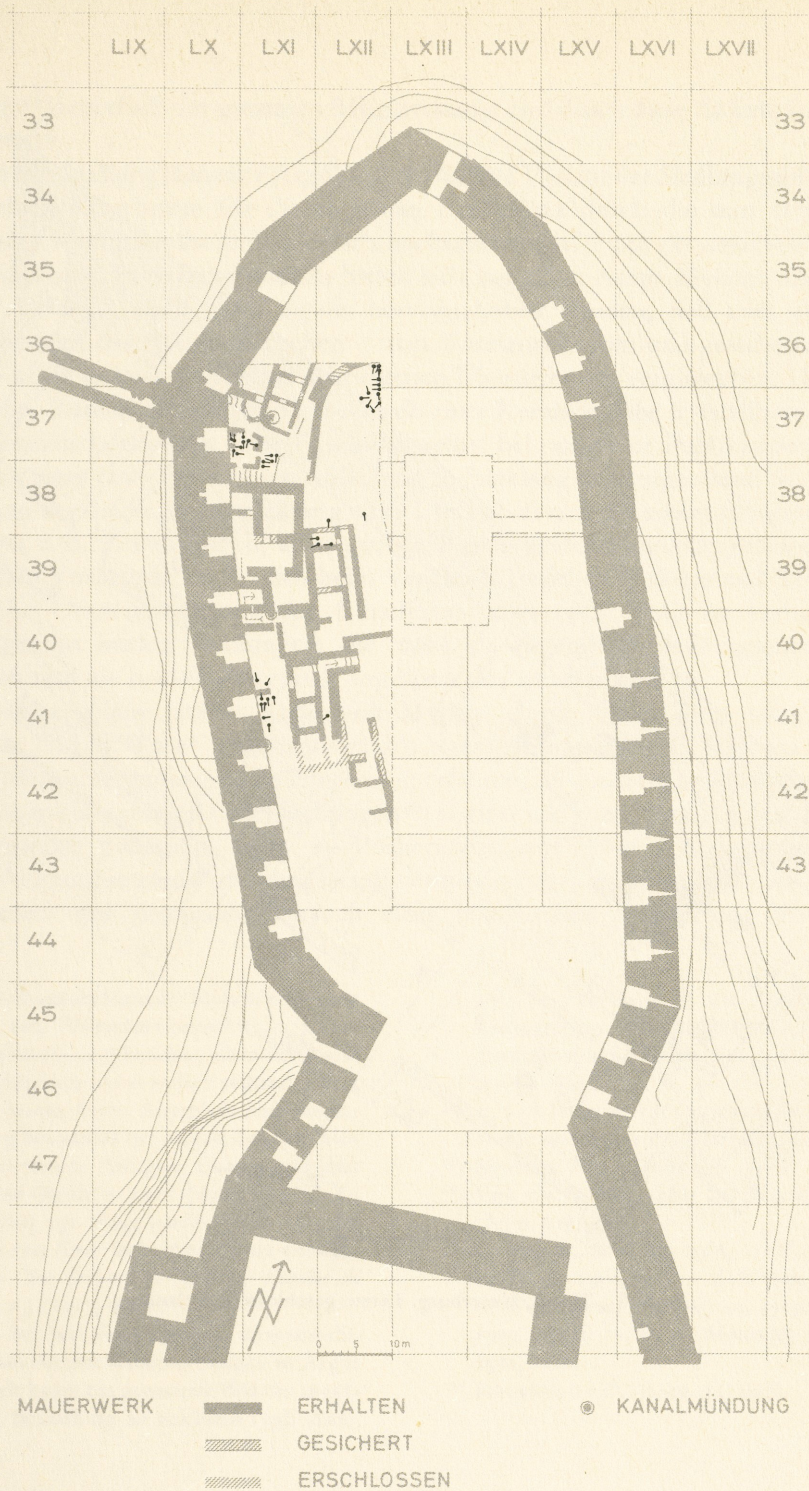 LIX LX LXI LXII LXIII LXIV LXV LXVI LXVII
33 33
34 34
35 35
36 36
37 37
38 38
39 39
40 40
41 41
42 42
43 43
44
45
46
47
N
0 5 10m
MAUERWERK ERHALTEN KANALMÜNDUNG
GESICHERT
ERSCHLOSSEN